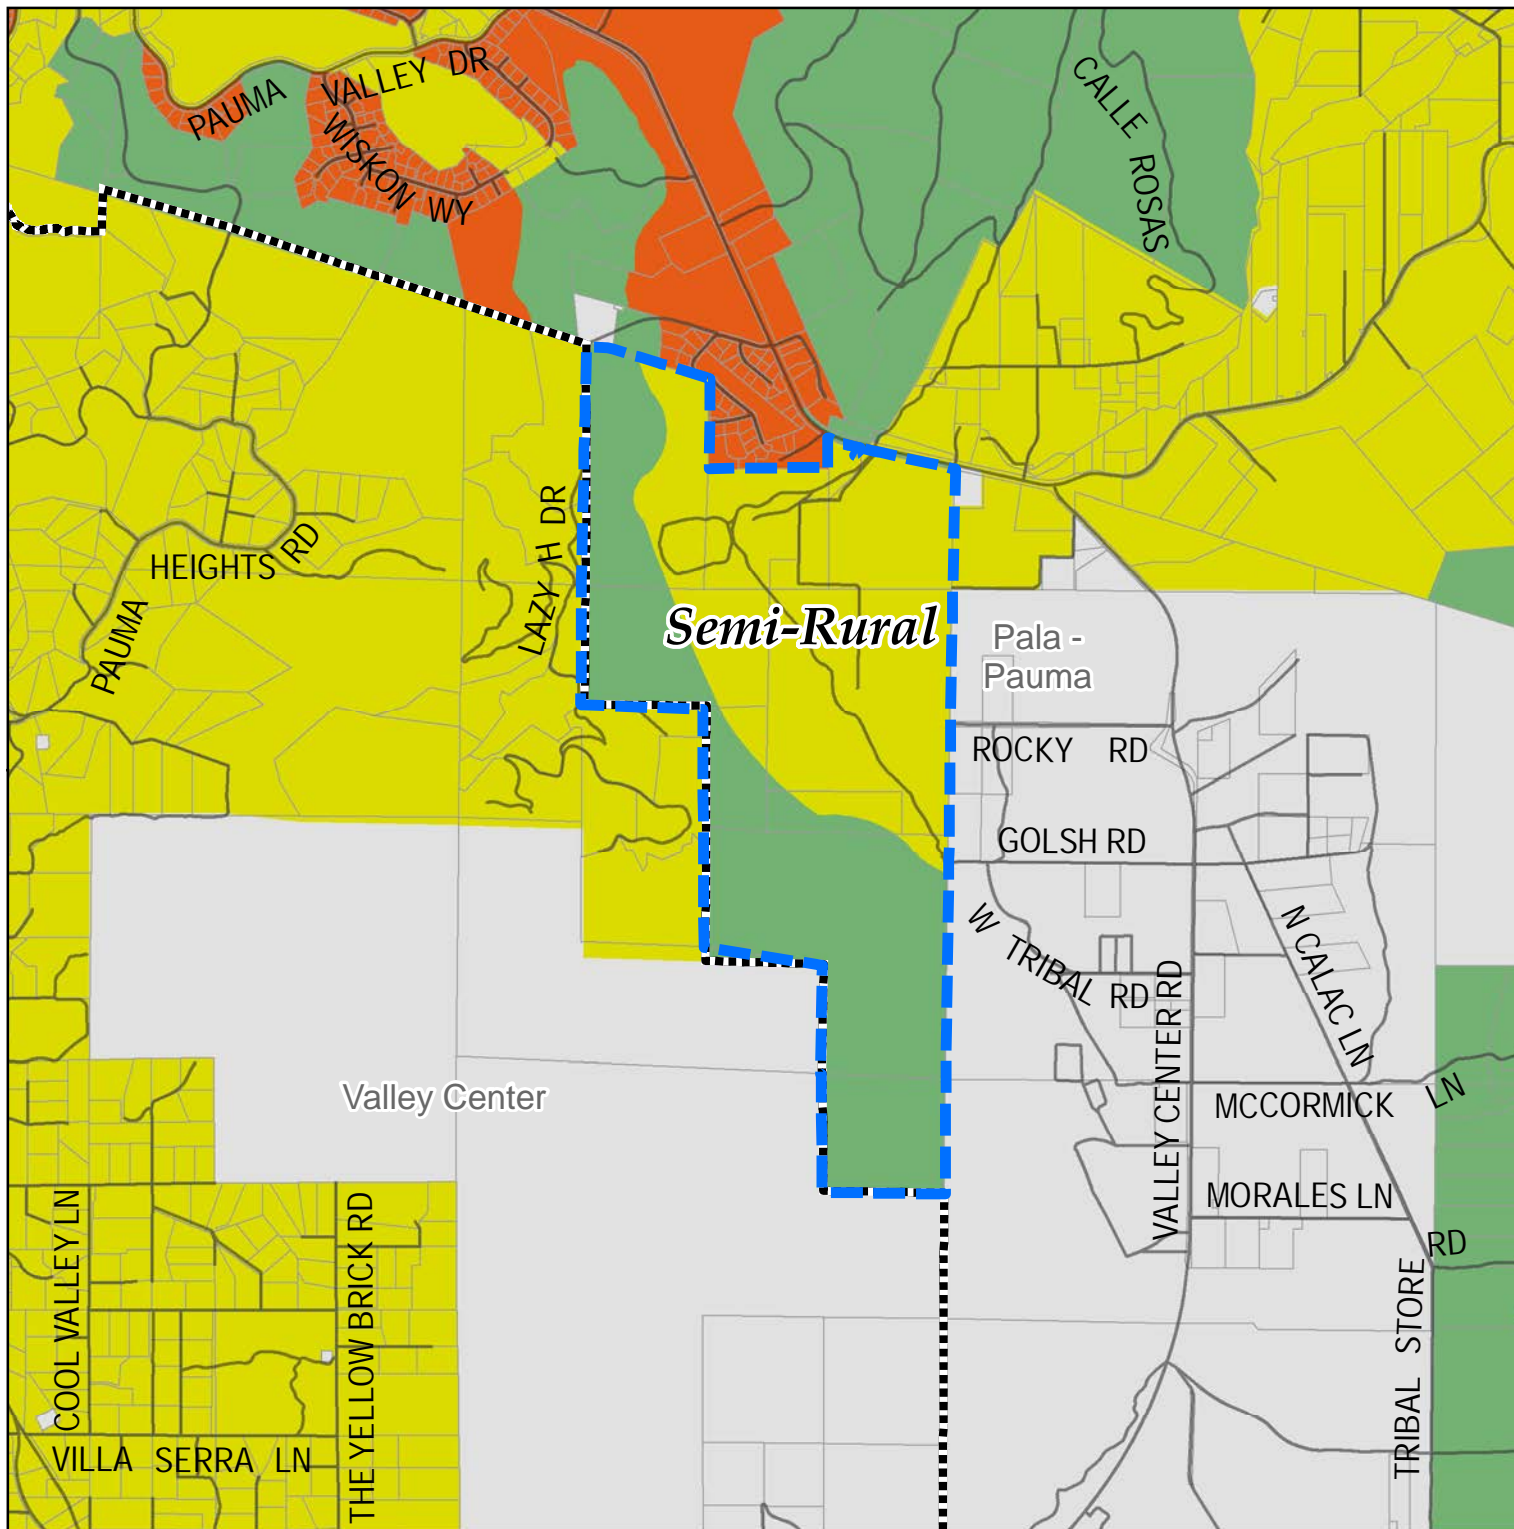 PAUMA VALLEY DR
WISKON WY
CALLE ROSAS
LAZY H DR
PAUMA HEIGHTS RD
Semi-Rural
Pala -
Pauma
ROCKY RD
GOLSH RD
W TRIBAL RD
N CALAC LN
VALLEY CENTER RD
Valley Center
MCCORMICK LN
MORALES LN
TRIBAL STORE RD
COOL VALLEY LN
THE YELLOW BRICK RD
VILLA SERRA LN